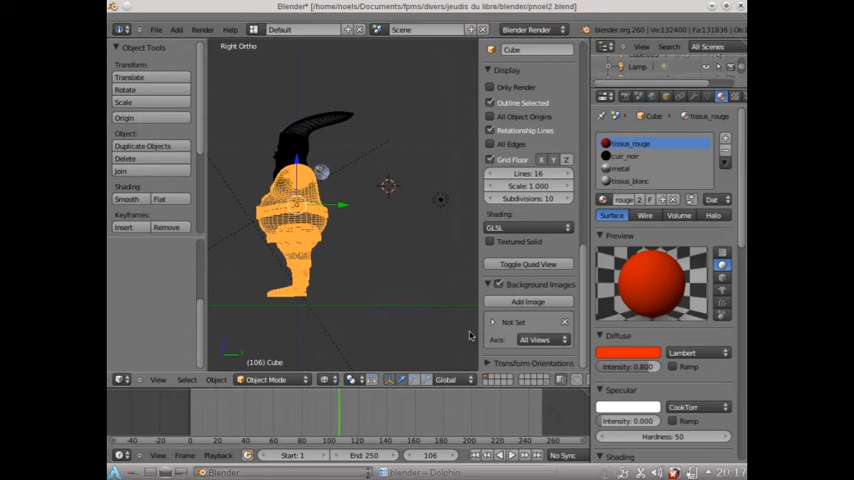 Blender* [/home/noels/Documents/fpms/divers/jeudis du libre/blender/pnoel2 blend]
File Add Render Help Default Scene Blender Render blender.org 260 | Ve:132400 | Fa:131836 | Ob:
Object Tools
Transform:
Translate
Rotate
Scale
Origin
Object:
Duplicate Objects
Delete
Join
Shading:
Smooth Flat
Keyframes:
Insert Remove
Right Ortho
(106) Cube
Cube
Display
Only Render
Outline Selected
All Object Origins
Relationship Lines
All Edges
Grid Floor X Y Z
Lines: 16
Scale: 1.000
Subdivisions: 10
Shading:
GLSL
Textured Solid
Toggle Quad View
Background Images
Add Image
Not Set
Axis: All Views
Transform Orientations
View Search All Scenes
Lamp
Cube tissus_rouge
tissus_rouge
cuir_noir
metal
tissus_blanc
rouge 2 F Dat
Surface Wire Volume Halo
Preview
Diffuse
Lambert
Intensity: 0.800 Ramp
Specular
CookTorr
Intensity: 0.000 Ramp
Hardness: 50
Shading
View Select Object Object Mode Global
-40 -20 0 20 40 60 80 100 120 140 160 180 200 220 240 260
View Frame Playback Start: 1 End: 250 106 No Sync
Blender blender – Dolphin 20:17